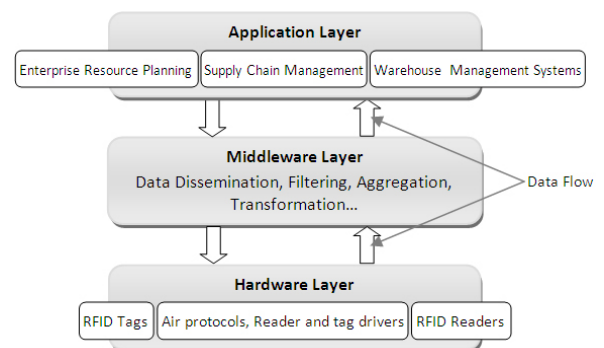 Application Layer
Enterprise Resource Planning
Supply Chain Management
Warehouse Management Systems
Middleware Layer
Data Dissemination, Filtering, Aggregation,
Transformation...
Data Flow
Hardware Layer
RFID Tags
Air protocols, Reader and tag drivers
RFID Readers